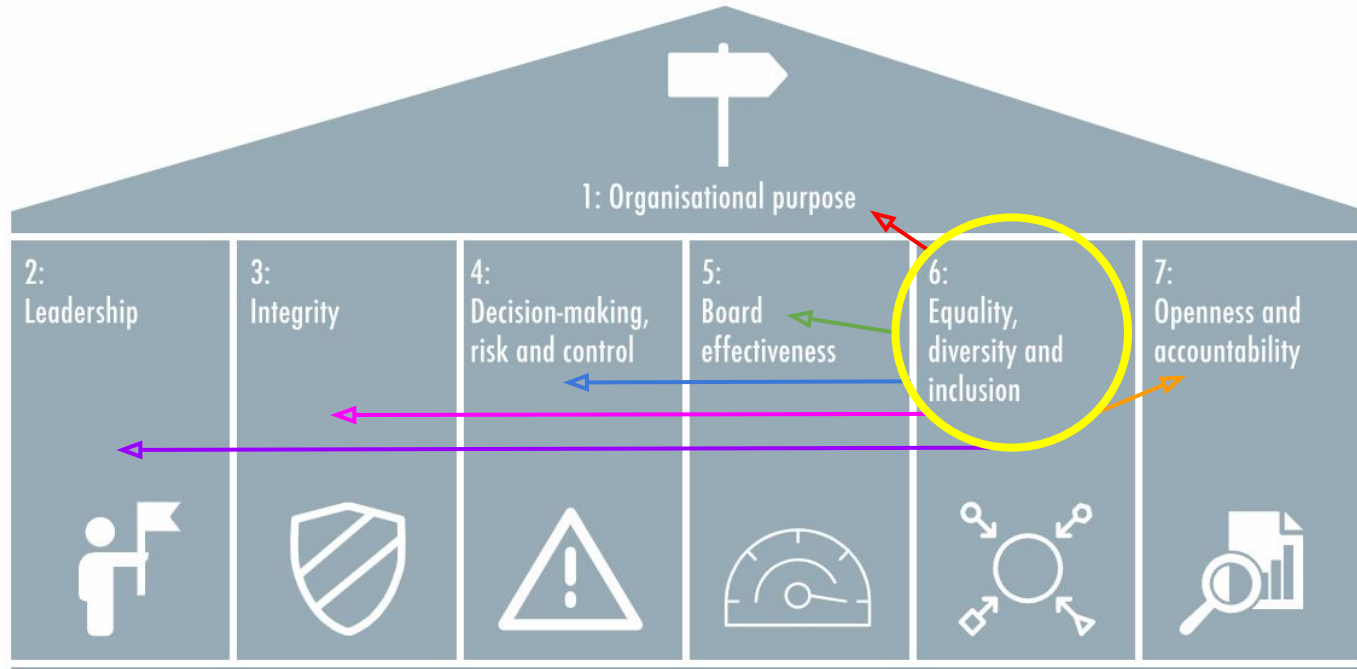 1: Organisational purpose
2:
Leadership
3:
Integrity
4:
Decision-making,
risk and control
5:
Board
effectiveness
6:
Equality,
diversity and
inclusion
7:
Openness and
accountability